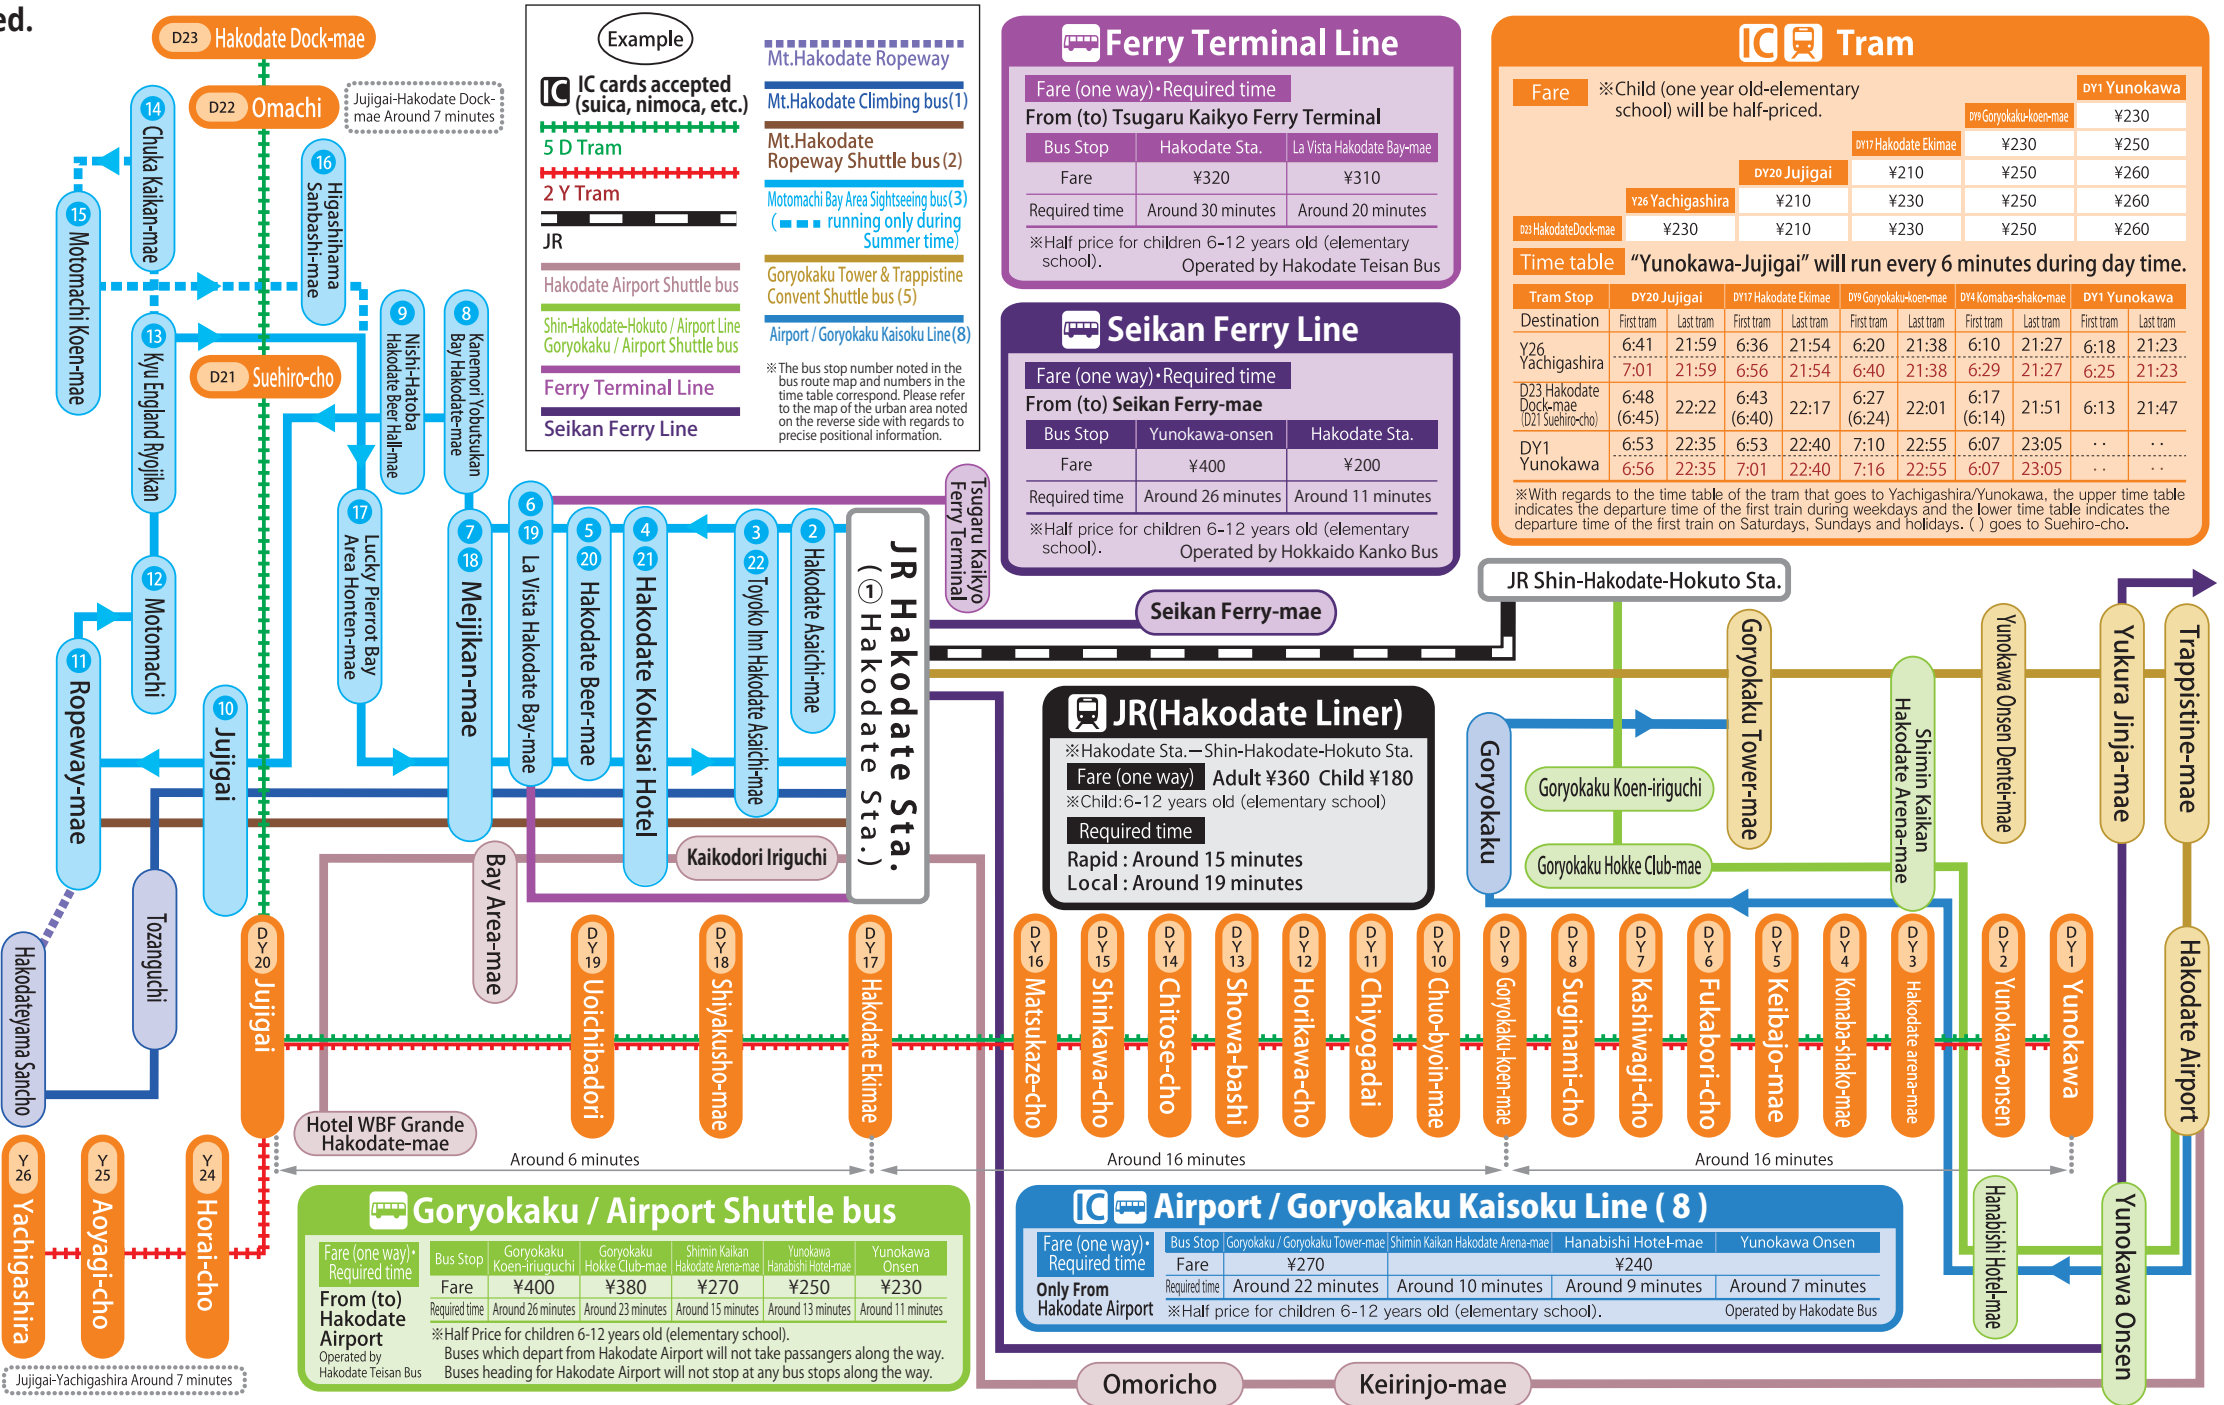 ed.
D23 Hakodate Dock-mae
D22 Omachi
Jujigai-Hakodate Dock-
mae Around 7 minutes
D21 Suehiro-cho
14 Chuka Kaikan-mae
15 Motomachi Koen-mae
16 Higashihama
Sanbashi-mae
13 Kyu England Ryojikan
12 Motomachi
11 Ropeway-mae
10 Jujigai
17 Lucky Pierrot Bay
Area Honten-mae
9 Nishi-Hatoba
Hakodate Beer Hall-mae
8 Kanemori Yobutsukan
Bay Hakodate-mae
7 18 Meijikan-mae
6 19 La Vista Hakodate Bay-mae
5 20 Hakodate Beer-mae
4 21 Hakodate Kokusai Hotel
3 22 Toyoko Inn Hakodate Asaichi-mae
2 Hakodate Asaichi-mae
JR Hakodate Sta.
(① Hakodate Sta.)
Tsugaru Kaikyo
Ferry Terminal
Example
IC IC cards accepted
(suica, nimoca, etc.)
5 D Tram
2 Y Tram
JR
Hakodate Airport Shuttle bus
Shin-Hakodate-Hokuto / Airport Line
Goryokaku / Airport Shuttle bus
Ferry Terminal Line
Seikan Ferry Line
Mt.Hakodate Ropeway
Mt.Hakodate Climbing bus(1)
Mt.Hakodate
Ropeway Shuttle bus (2)
Motomachi Bay Area Sightseeing bus(3)
( running only during
Summer time)
Goryokaku Tower & Trappistine
Convent Shuttle bus (5)
Airport / Goryokaku Kaisoku Line(8)
※The bus stop number noted in the
bus route map and numbers in the
time table correspond. Please refer
to the map of the urban area noted
on the reverse side with regards to
precise positional information.
Ferry Terminal Line
Fare (one way)・Required time
From (to) Tsugaru Kaikyo Ferry Terminal
Bus Stop Hakodate Sta. La Vista Hakodate Bay-mae
Fare ¥320 ¥310
Required time Around 30 minutes Around 20 minutes
※Half price for children 6-12 years old (elementary
school).
Operated by Hakodate Teisan Bus
Seikan Ferry Line
Fare (one way)・Required time
From (to) Seikan Ferry-mae
Bus Stop Yunokawa-onsen Hakodate Sta.
Fare ¥400 ¥200
Required time Around 26 minutes Around 11 minutes
※Half price for children 6-12 years old (elementary
school).
Operated by Hokkaido Kanko Bus
IC Tram
Fare ※Child (one year old-elementary
school) will be half-priced.
DY1 Yunokawa
DY9 Goryokaku-koen-mae ¥230
DY17 Hakodate Ekimae ¥230 ¥250
DY20 Jujigai ¥210 ¥250 ¥260
Y26 Yachigashira ¥210 ¥230 ¥250 ¥260
D23 HakodateDock-mae ¥230 ¥210 ¥230 ¥250 ¥260
Time table "Yunokawa-Jujigai" will run every 6 minutes during day time.
Tram Stop DY20 Jujigai DY17 Hakodate Ekimae DY9 Goryokaku-koen-mae DY4 Komaba-shako-mae DY1 Yunokawa
Destination First tram Last tram First tram Last tram First tram Last tram First tram Last tram First tram Last tram
Y26
Yachigashira
6:41 21:59 6:36 21:54 6:20 21:38 6:10 21:27 6:18 21:23
7:01 21:59 6:56 21:54 6:40 21:38 6:29 21:27 6:25 21:23
D23 Hakodate
Dock-mae
(D21 Suehiro-cho)
6:48 22:22 6:43 22:17 6:27 22:01 6:17 21:51 6:13 21:47
(6:45) (6:40) (6:24) (6:14)
DY1
Yunokawa
6:53 22:35 6:53 22:40 7:10 22:55 6:07 23:05 ·· ··
6:56 22:35 7:01 22:40 7:16 22:55 6:07 23:05 ·· ··
※With regards to the time table of the tram that goes to Yachigashira/Yunokawa, the upper time table
indicates the departure time of the first train during weekdays and the lower time table indicates the
departure time of the first train on Saturdays, Sundays and holidays. ( ) goes to Suehiro-cho.
Seikan Ferry-mae
JR Shin-Hakodate-Hokuto Sta.
JR(Hakodate Liner)
※Hakodate Sta.—Shin-Hakodate-Hokuto Sta.
Fare (one way) Adult ¥360 Child ¥180
※Child:6-12 years old (elementary school)
Required time
Rapid : Around 15 minutes
Local : Around 19 minutes
Goryokaku
Goryokaku Koen-iriguchi
Goryokaku Hokke Club-mae
Goryokaku Tower-mae
Shimin Kaikan
Hakodate Arena-mae
Yunokawa Onsen Dentei-mae
Yukura Jinja-mae
Trappistine-mae
Hakodate Airport
Kaikodori Iriguchi
Bay Area-mae
Tozanguchi
Hakodateyama Sancho
Hotel WBF Grande
Hakodate-mae
DY20 Jujigai
DY19 Uoichibadori
DY18 Shiyakusho-mae
DY17 Hakodate Ekimae
DY16 Matsukaze-cho
DY15 Shinkawa-cho
DY14 Chitose-cho
DY13 Showa-bashi
DY12 Horikawa-cho
DY11 Chiyogadai
DY10 Chuo-byoin-mae
DY9 Goryokaku-koen-mae
DY8 Suginami-cho
DY7 Kashiwagi-cho
DY6 Fukabori-cho
DY5 Keibajo-mae
DY4 Komaba-shako-mae
DY3 Hakodate arena-mae
DY2 Yunokawa-onsen
DY1 Yunokawa
Around 6 minutes
Around 16 minutes
Around 16 minutes
Y26 Yachigashira
Y25 Aoyagi-cho
Y24 Horai-cho
Jujigai-Yachigashira Around 7 minutes
Goryokaku / Airport Shuttle bus
Fare (one way)・
Required time
From (to)
Hakodate
Airport
Operated by
Hakodate Teisan Bus
Bus Stop Goryokaku Koen-iriuguchi Goryokaku Hokke Club-mae Shimin Kaikan Hakodate Arena-mae Yunokawa Hanabishi Hotel-mae Yunokawa Onsen
Fare ¥400 ¥380 ¥270 ¥250 ¥230
Required time Around 26 minutes Around 23 minutes Around 15 minutes Around 13 minutes Around 11 minutes
※Half Price for children 6-12 years old (elementary school).
Buses which depart from Hakodate Airport will not take passangers along the way.
Buses heading for Hakodate Airport will not stop at any bus stops along the way.
IC Airport / Goryokaku Kaisoku Line ( 8 )
Fare (one way)・
Required time
Only From
Hakodate Airport
Bus Stop Goryokaku / Goryokaku Tower-mae Shimin Kaikan Hakodate Arena-mae Hanabishi Hotel-mae Yunokawa Onsen
Fare ¥270 ¥240
Required time Around 22 minutes Around 10 minutes Around 9 minutes Around 7 minutes
※Half price for children 6-12 years old (elementary school).
Operated by Hakodate Bus
Hanabishi Hotel-mae
Yunokawa Onsen
Omoricho
Keirinjo-mae